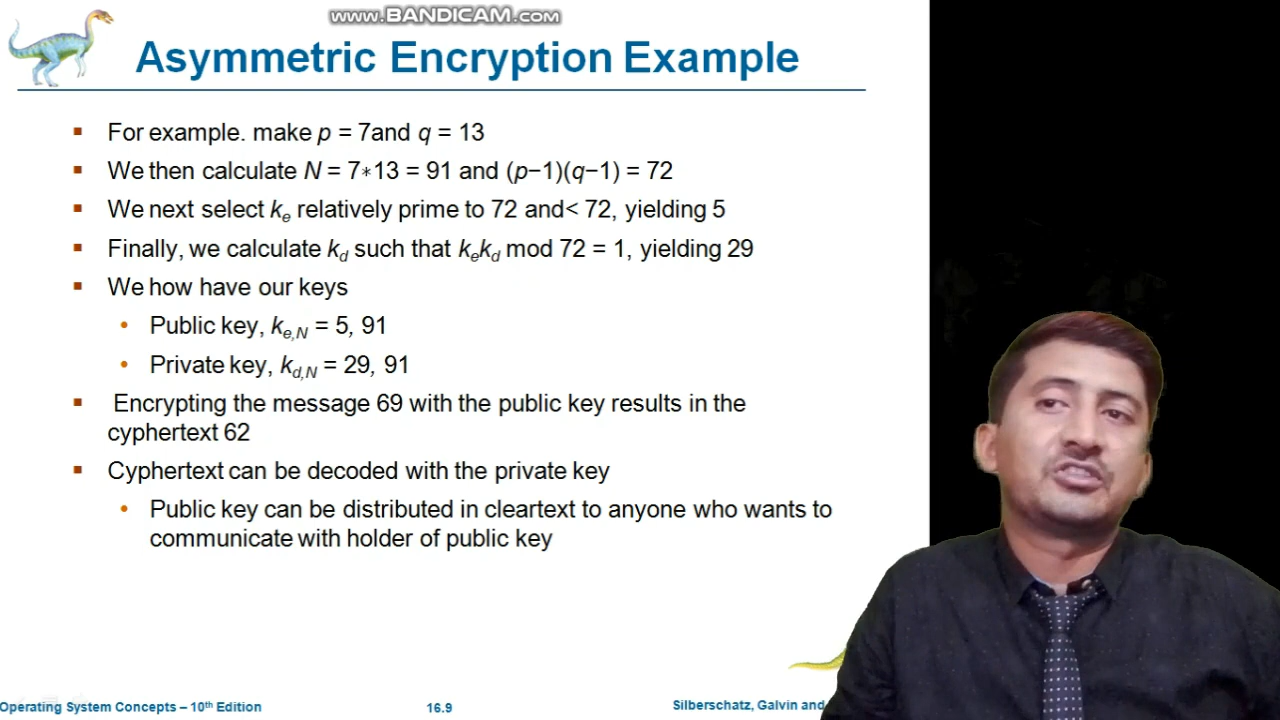 www.BANDICAM.com
Asymmetric Encryption Example
For example. make p = 7and q = 13
We then calculate N = 7∗13 = 91 and (p−1)(q−1) = 72
We next select ke relatively prime to 72 and< 72, yielding 5
Finally, we calculate kd such that kekd mod 72 = 1, yielding 29
We how have our keys
Public key, ke,N = 5, 91
Private key, kd,N = 29, 91
Encrypting the message 69 with the public key results in the
cyphertext 62
Cyphertext can be decoded with the private key
Public key can be distributed in cleartext to anyone who wants to
communicate with holder of public key
Operating System Concepts – 10th Edition
16.9
Silberschatz, Galvin and